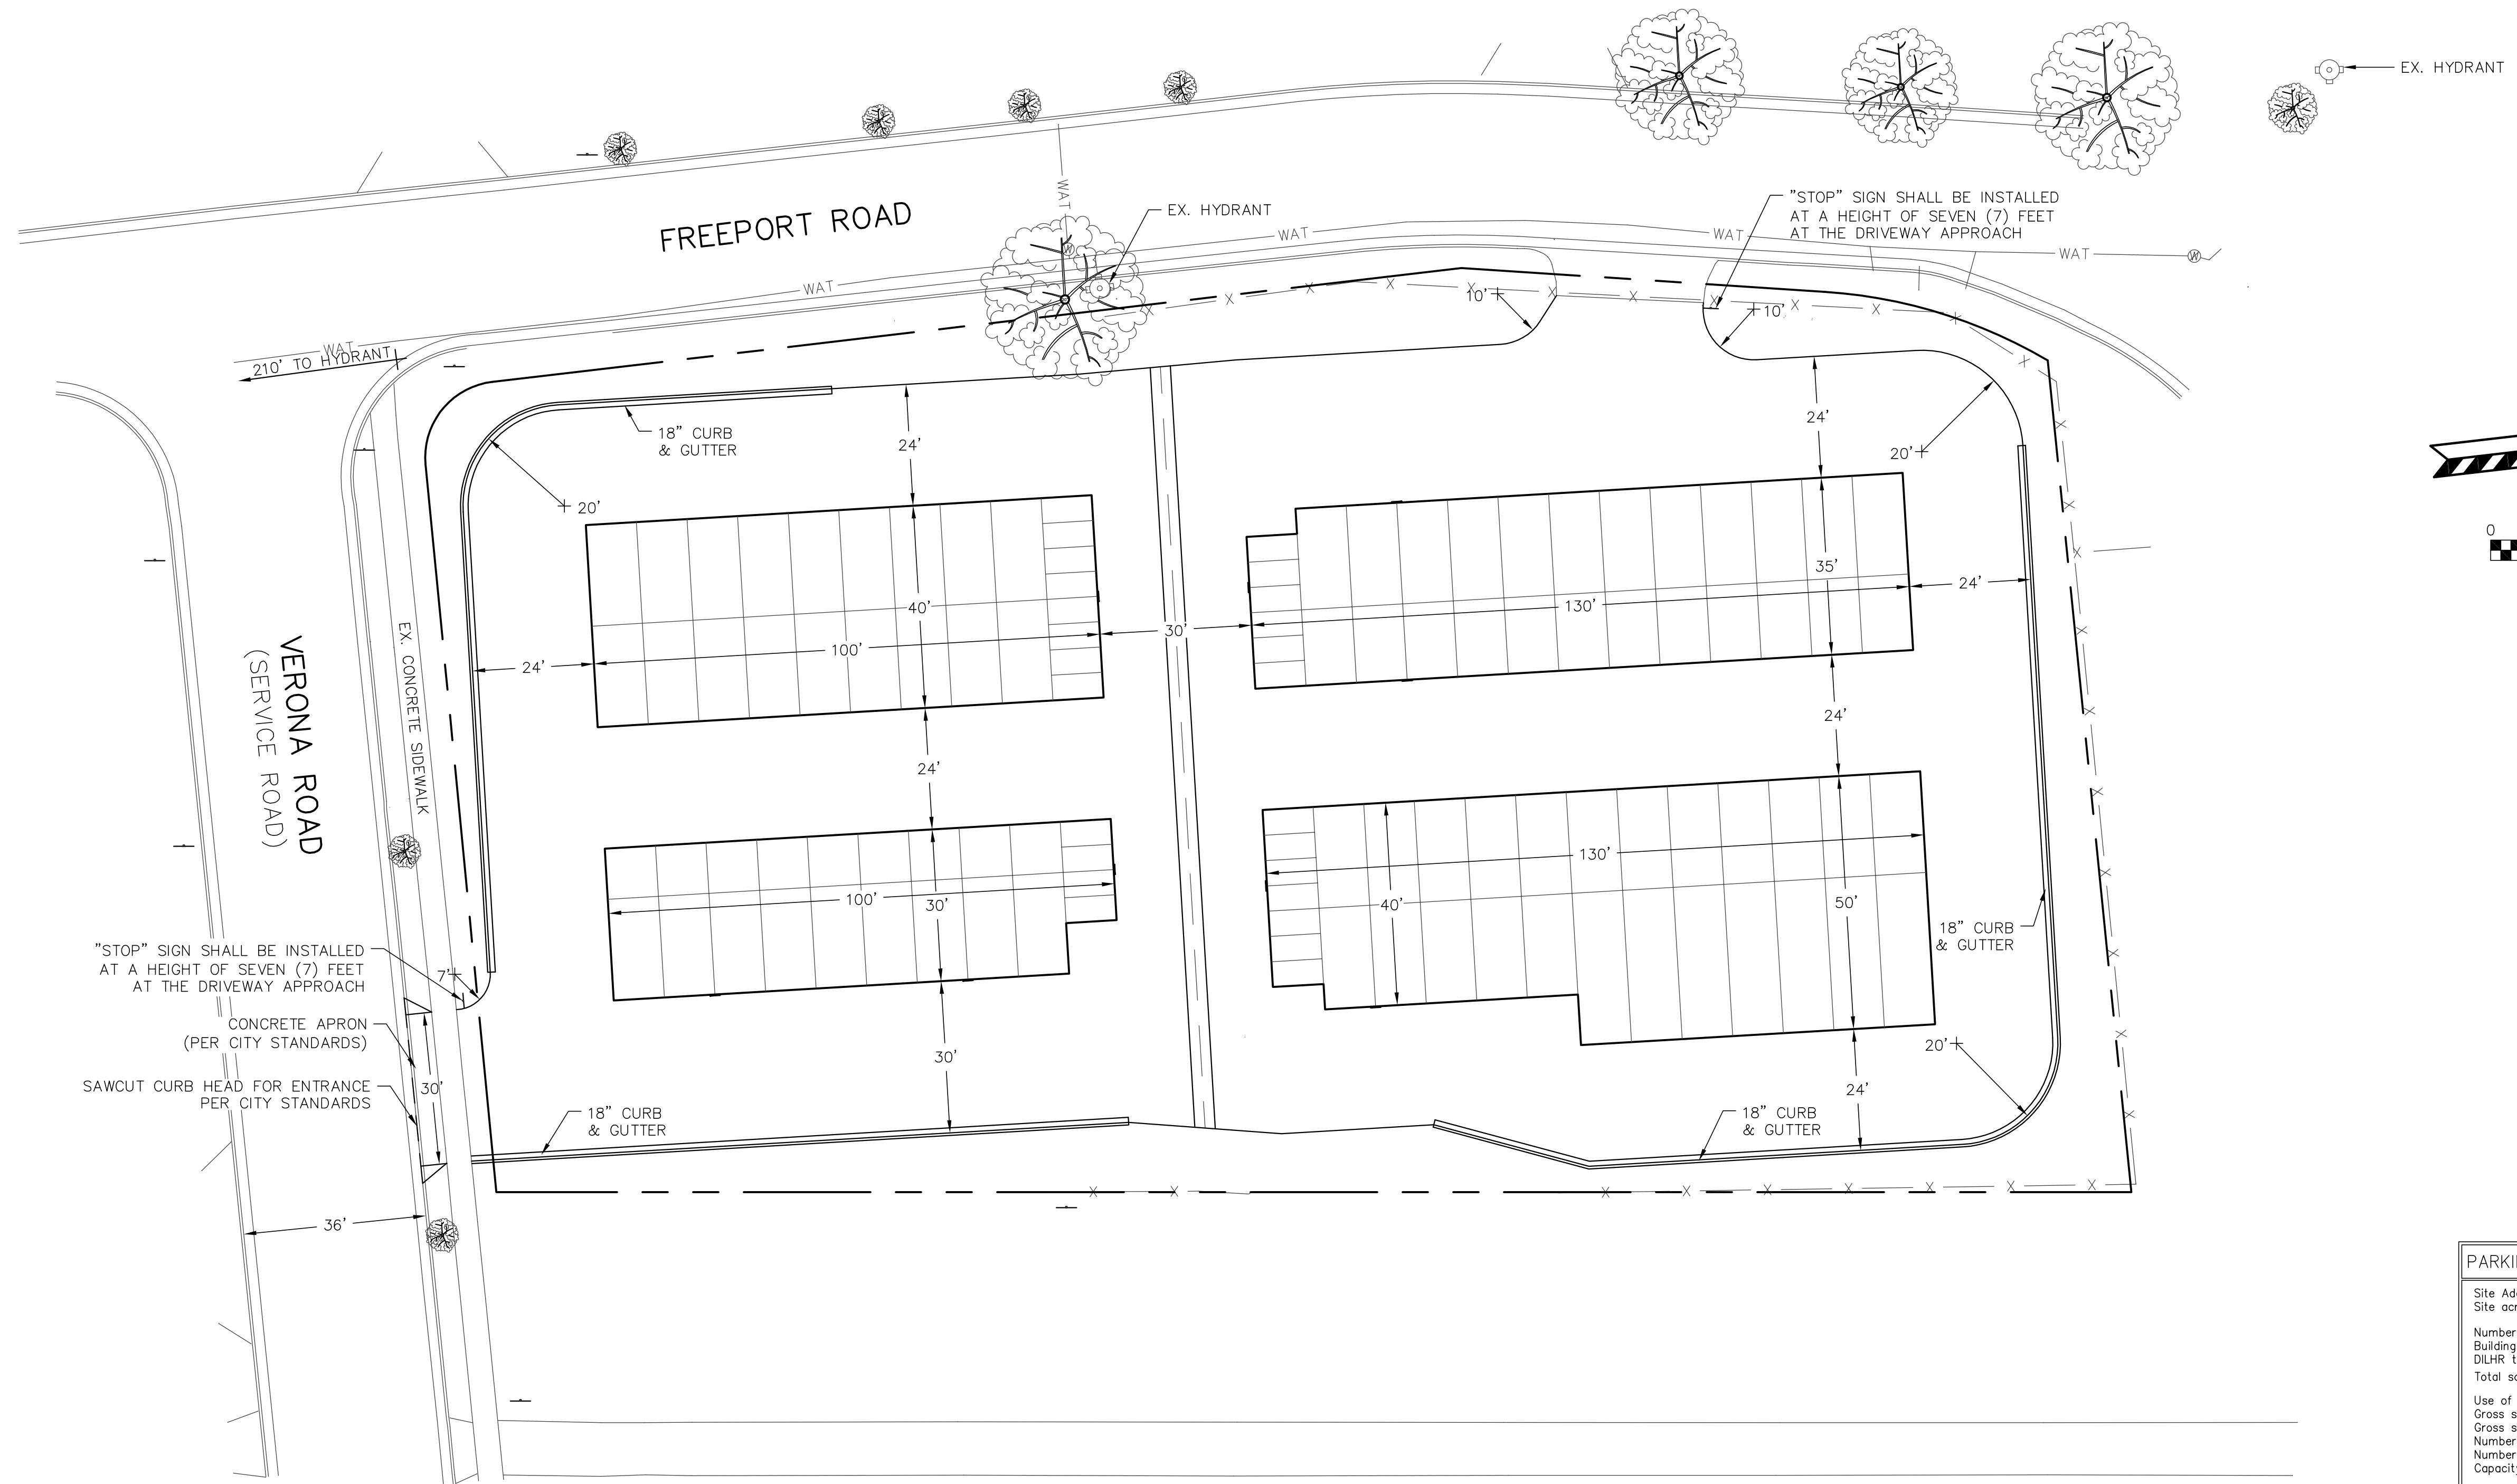 EX. HYDRANT
"STOP" SIGN SHALL BE INSTALLED
AT A HEIGHT OF SEVEN (7) FEET
AT THE DRIVEWAY APPROACH
EX. HYDRANT
FREEPORT ROAD
WAT
WAT
WAT
WAT
WAT
WAT
W
W
210' TO HYDRANT
10'
10'
18" CURB
& GUTTER
24'
24'
20'
20'
35'
40'
130'
24'
30'
100'
24'
24'
24'
VERONA ROAD
(SERVICE ROAD)
EX. CONCRETE SIDEWALK
130'
100'
30'
40'
50'
18" CURB
& GUTTER
"STOP" SIGN SHALL BE INSTALLED
AT A HEIGHT OF SEVEN (7) FEET
AT THE DRIVEWAY APPROACH
7'
CONCRETE APRON
(PER CITY STANDARDS)
SAWCUT CURB HEAD FOR ENTRANCE
PER CITY STANDARDS
30'
30'
20'
24'
18" CURB
& GUTTER
18" CURB
& GUTTER
36'
0
PARKI
Site Ad
Site acr
Number
Building
DILHR t
Total s
Use of
Gross s
Gross s
Number
Number
Capacit